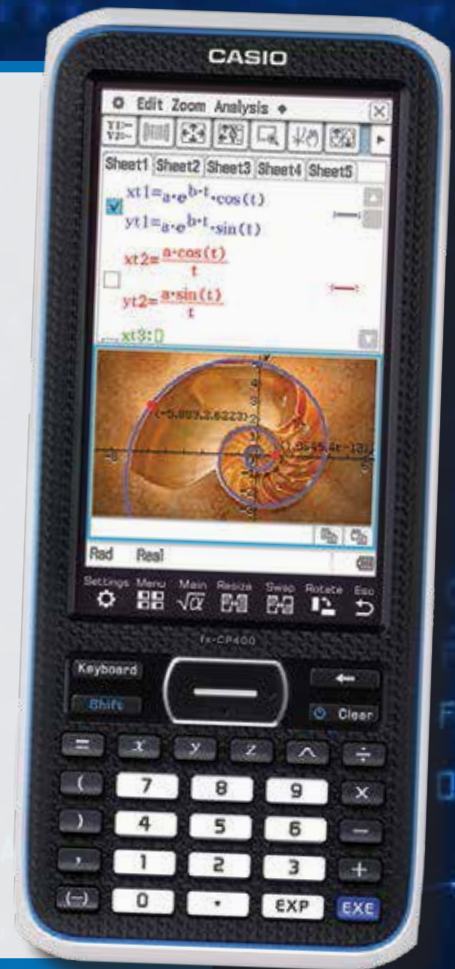 CASIO
Edit Zoom Analysis ◆
Y1:=
Y2:=
Sheet1 Sheet2 Sheet3 Sheet4 Sheet5
xt1=a·e^b·t·cos(t)
yt1=a·e^b·t·sin(t)
xt2=a·cos(t)/t
yt2=a·sin(t)/t
xt3:
y
Rad Real
Settings Menu Main Resize Swap Rotate Esc
√α
fx-CP400
Keyboard
Shift Clear
= x y z ^ ÷
( 7 8 9 ×
) 4 5 6 −
, 1 2 3 +
(−) 0 . EXP EXE